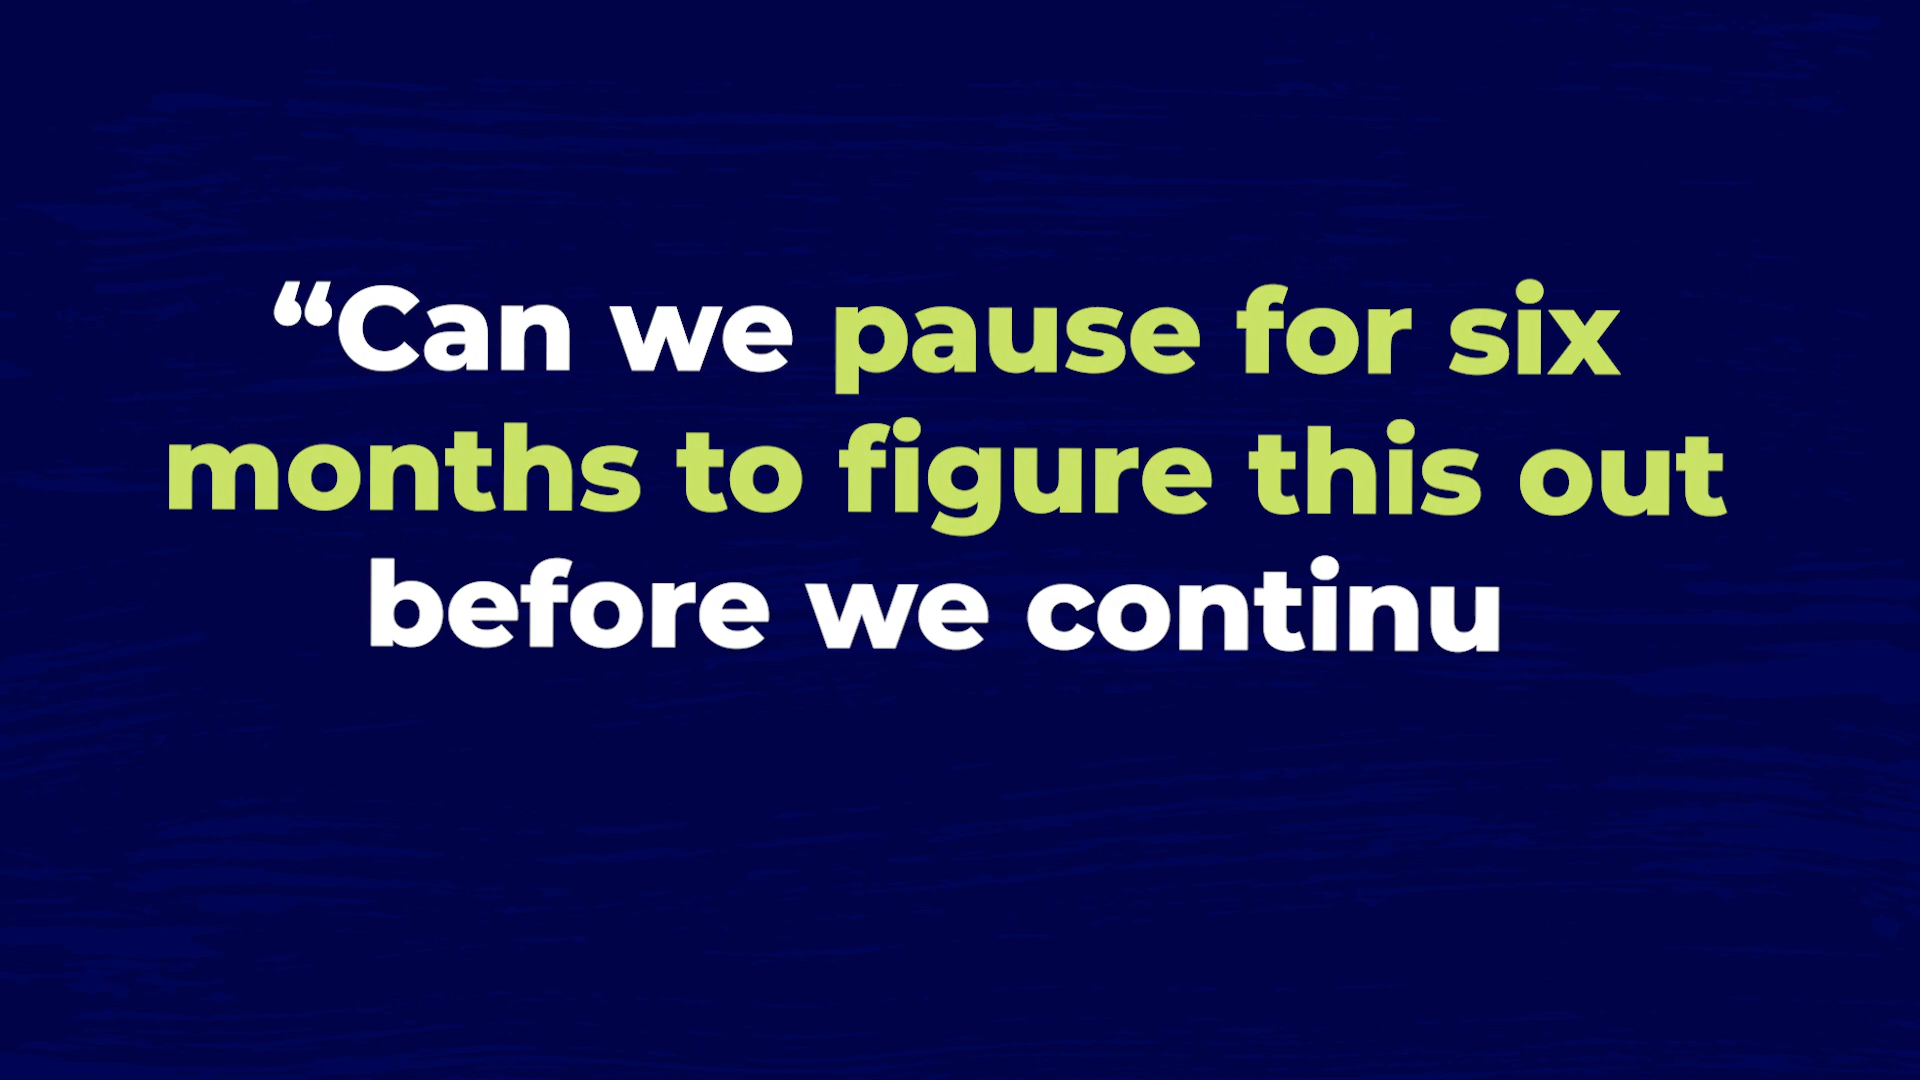 “Can we pause for six
months to figure this out
before we continu